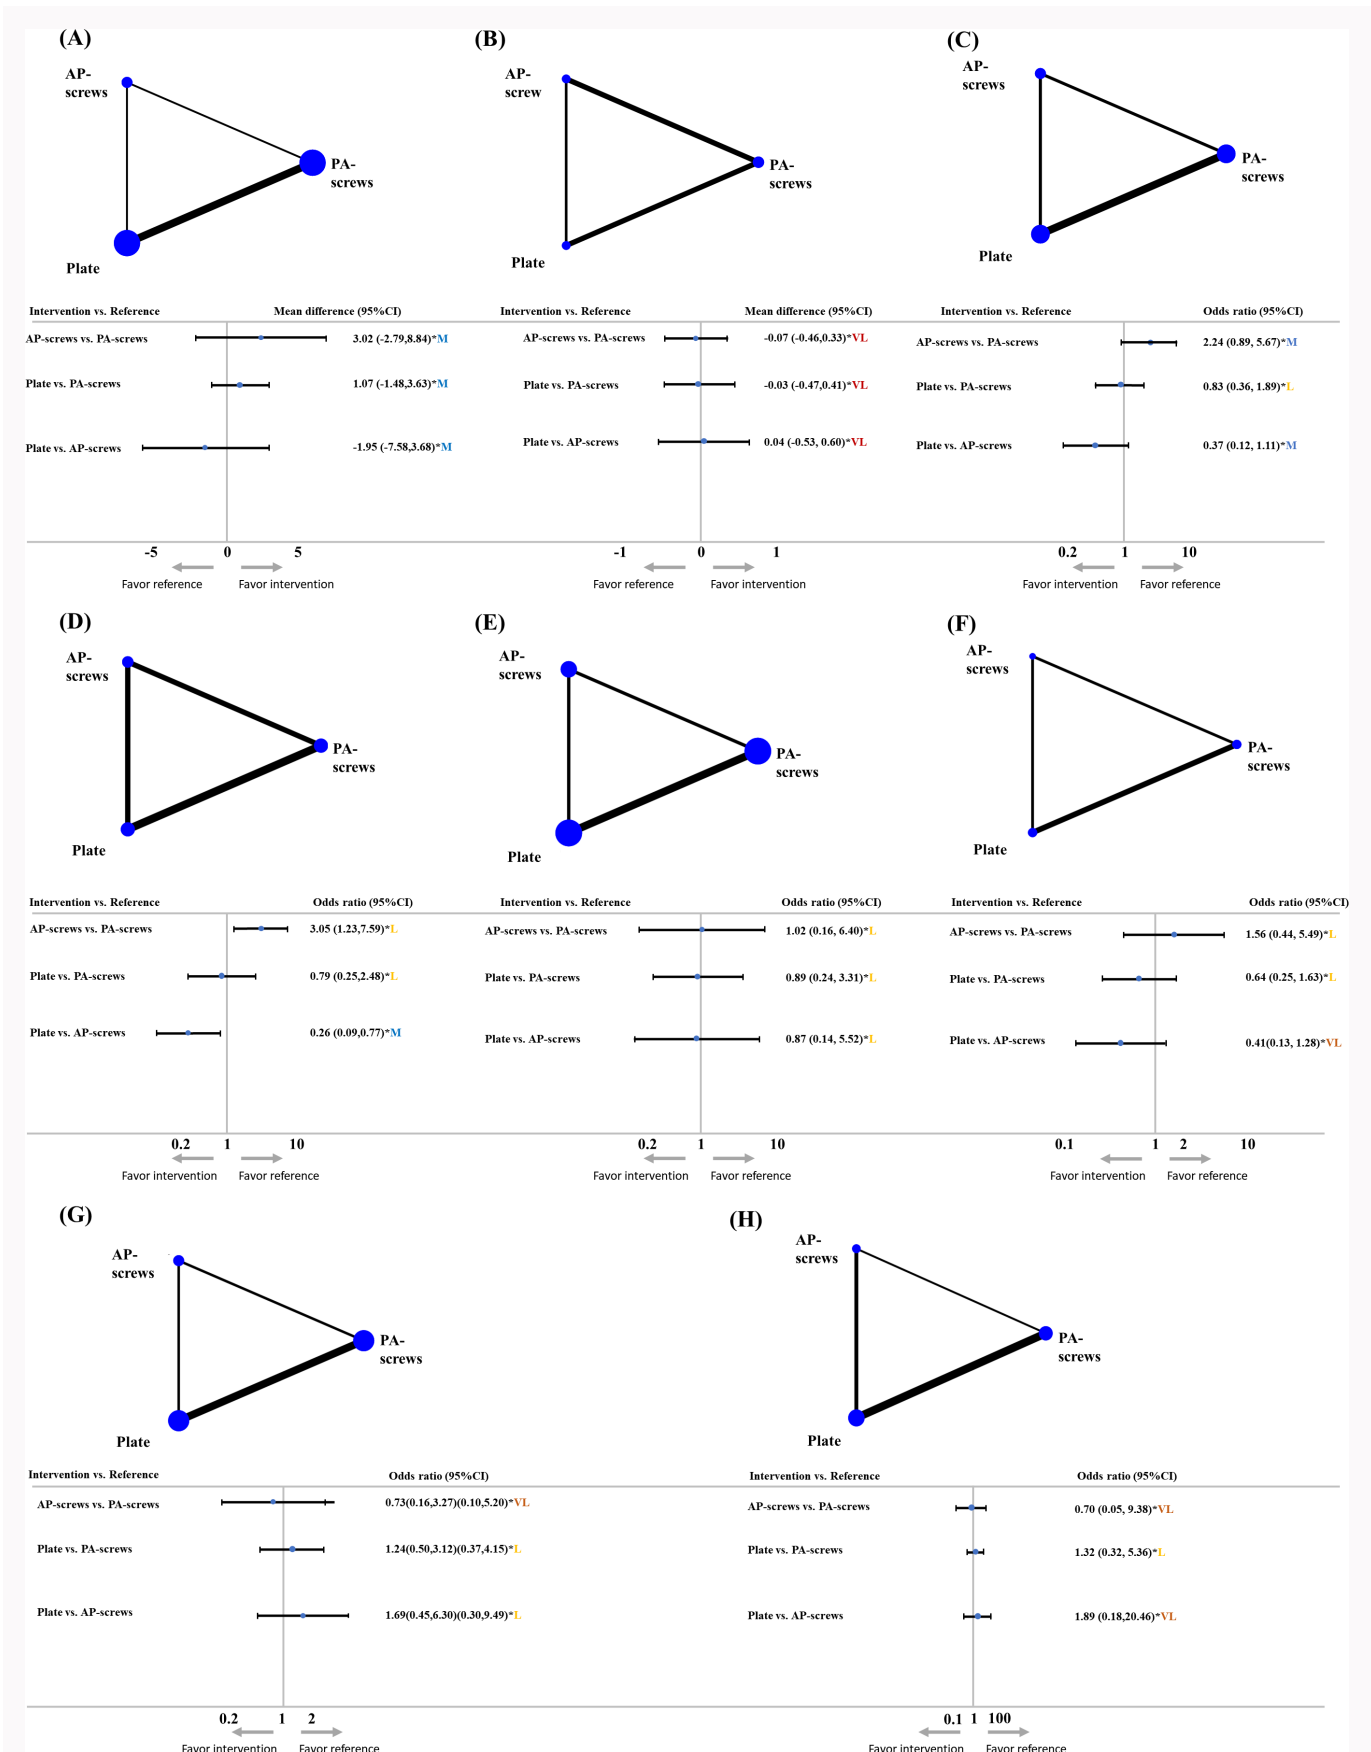 (A)
AP-
screws
PA-
screws
Plate
Intervention vs. Reference Mean difference (95%CI)
AP-screws vs. PA-screws 3.02 (-2.79,8.84)*M
Plate vs. PA-screws 1.07 (-1.48,3.63)*M
Plate vs. AP-screws -1.95 (-7.58,3.68)*M
-5 0 5
Favor reference Favor intervention
(B)
AP-
screw
PA-
screws
Plate
Intervention vs. Reference Mean difference (95%CI)
AP-screws vs. PA-screws -0.07 (-0.46,0.33)*VL
Plate vs. PA-screws -0.03 (-0.47,0.41)*VL
Plate vs. AP-screws 0.04 (-0.53, 0.60)*VL
-1 0 1
Favor reference Favor intervention
(C)
AP-
screws
PA-
screws
Plate
Intervention vs. Reference Odds ratio (95%CI)
AP-screws vs. PA-screws 2.24 (0.89, 5.67)*M
Plate vs. PA-screws 0.83 (0.36, 1.89)*L
Plate vs. AP-screws 0.37 (0.12, 1.11)*M
0.2 1 10
Favor intervention Favor reference
(D)
AP-
screws
PA-
screws
Plate
Intervention vs. Reference Odds ratio (95%CI)
AP-screws vs. PA-screws 3.05 (1.23,7.59)*L
Plate vs. PA-screws 0.79 (0.25,2.48)*L
Plate vs. AP-screws 0.26 (0.09,0.77)*M
0.2 1 10
Favor intervention Favor reference
(E)
AP-
screws
PA-
screws
Plate
Intervention vs. Reference Odds ratio (95%CI)
AP-screws vs. PA-screws 1.02 (0.16, 6.40)*L
Plate vs. PA-screws 0.89 (0.24, 3.31)*L
Plate vs. AP-screws 0.87 (0.14, 5.52)*L
0.2 1 10
Favor intervention Favor reference
(F)
AP-
screws
PA-
screws
Plate
Intervention vs. Reference Odds ratio (95%CI)
AP-screws vs. PA-screws 1.56 (0.44, 5.49)*L
Plate vs. PA-screws 0.64 (0.25, 1.63)*L
Plate vs. AP-screws 0.41(0.13, 1.28)*VL
0.1 1 2 10
Favor intervention Favor reference
(G)
AP-
screws
PA-
screws
Plate
Intervention vs. Reference Odds ratio (95%CI)
AP-screws vs. PA-screws 0.73(0.16,3.27)(0.10,5.20)*VL
Plate vs. PA-screws 1.24(0.50,3.12)(0.37,4.15)*L
Plate vs. AP-screws 1.69(0.45,6.30)(0.30,9.49)*L
0.2 1 2
Favor intervention Favor reference
(H)
AP-
screws
PA-
screws
Plate
Intervention vs. Reference Odds ratio (95%CI)
AP-screws vs. PA-screws 0.70 (0.05, 9.38)*VL
Plate vs. PA-screws 1.32 (0.32, 5.36)*L
Plate vs. AP-screws 1.89 (0.18,20.46)*VL
0.1 1 100
Favor intervention Favor reference